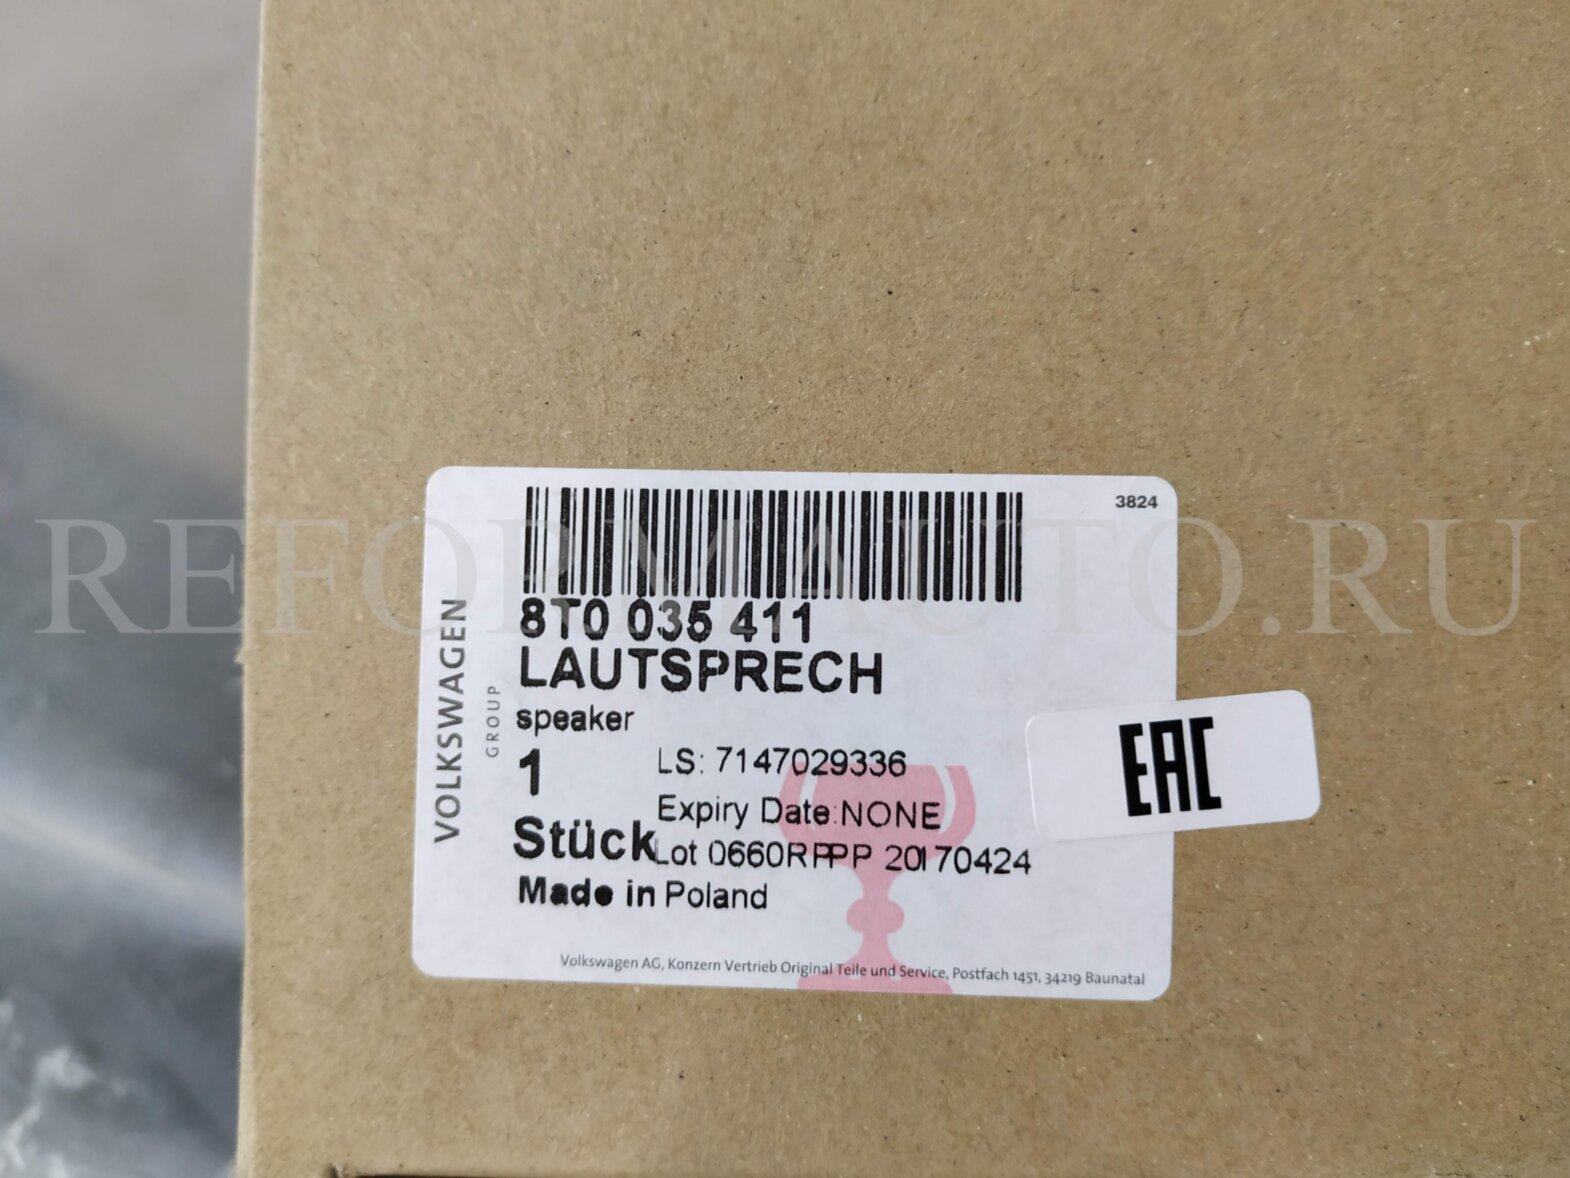 3824
8T0 035 411
LAUTSPRECH
speaker
1
LS: 7147029336
Expiry Date:NONE
Stück
Lot 0660RPPP 20170424
Made in Poland
Volkswagen AG, Konzern Vertrieb Original Teile und Service, Postfach 1451, 34219 Baunatal
VOLKSWAGEN
GROUP
EAC
REFORMAUTO.RU